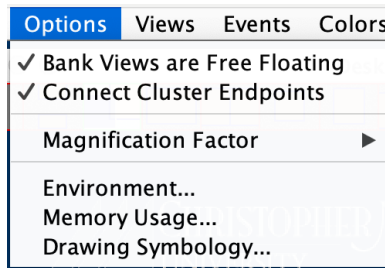 Options Views Events Colors
✓ Bank Views are Free Floating
✓ Connect Cluster Endpoints
Magnification Factor ▶
Environment...
Memory Usage...
Drawing Symbology...